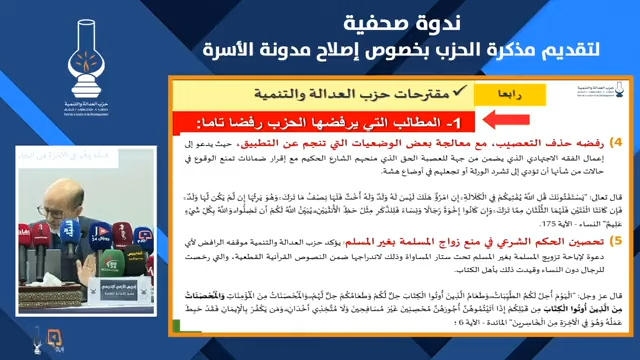 ندوة صحفية
لتقديم مذكرة الحزب بخصوص إصلاح مدونة الأسرة
حزب العدالة والتنمية
رابعا
✓ مقترحات حزب العدالة والتنمية
1- المطالب التي يرفضها الحزب رفضا تاما:
4) رفضه حذف التعصيب، مع معالجة بعض الوضعيات التي تنجم عن التطبيق، حيث يدعو إلى
إعمال الفقه الاجتهادي الذي يضمن من جهة للعصبة الحق الذي منحهم الشارع الحكيم مع إقرار ضمانات تمنع الوقوع في
حالات من شأنها أن تؤدي إلى تشرد الورثة أو تجعلهم في أوضاع هشة.
قال تعالى: "يَسْتَفْتُونَكَ قُلِ اللَّهُ يُفْتِيكُمْ فِي الْكَلَالَةِ، إِنِ امْرُؤٌ هَلَكَ لَيْسَ لَهُ وَلَدٌ وَلَهُ أُخْتٌ فَلَهَا نِصْفُ مَا تَرَكَ، وَهُوَ يَرِثُهَا إِن لَّمْ يَكُن لَّهَا وَلَدٌ،
فَإِن كَانَتَا اثْنَتَيْنِ فَلَهُمَا الثُّلُثَانِ مِمَّا تَرَكَ، وَإِن كَانُوا إِخْوَةً رِّجَالًا وَنِسَاءً فَلِلذَّكَرِ مِثْلُ حَظِّ الْأُنثَيَيْنِ، يُبَيِّنُ اللَّهُ لَكُمْ أَن تَضِلُّوا، وَاللَّهُ بِكُلِّ شَيْءٍ
عَلِيمٌ" النساء - الآية 175.
5) تحصين الحكم الشرعي في منع زواج المسلمة بغير المسلم: يؤكد حزب العدالة والتنمية موقفه الرافض لأي
دعوة لإباحة تزويج المسلمة بغير المسلم تحت ستار المساواة وذلك لاندراجها ضمن النصوص القرآنية القطعية، والتي رخصت
للرجال دون النساء وقيدت ذلك بأهل الكتاب.
قال عز وجل: "الْيَوْمَ أُحِلَّ لَكُمُ الطَّيِّبَاتُ، وَطَعَامُ الَّذِينَ أُوتُوا الْكِتَابَ حِلٌّ لَّكُمْ وَطَعَامُكُمْ حِلٌّ لَّهُمْ، وَالْمُحْصَنَاتُ مِنَ الْمُؤْمِنَاتِ وَالْمُحْصَنَاتُ
مِنَ الَّذِينَ أُوتُوا الْكِتَابَ مِن قَبْلِكُمْ إِذَا آتَيْتُمُوهُنَّ أُجُورَهُنَّ مُحْصِنِينَ غَيْرَ مُسَافِحِينَ وَلَا مُتَّخِذِي أَخْدَانٍ، وَمَن يَكْفُرْ بِالْإِيمَانِ فَقَدْ حَبِطَ
عَمَلُهُ وَهُوَ فِي الْآخِرَةِ مِنَ الْخَاسِرِينَ" المائدة - الآية 6 ؛